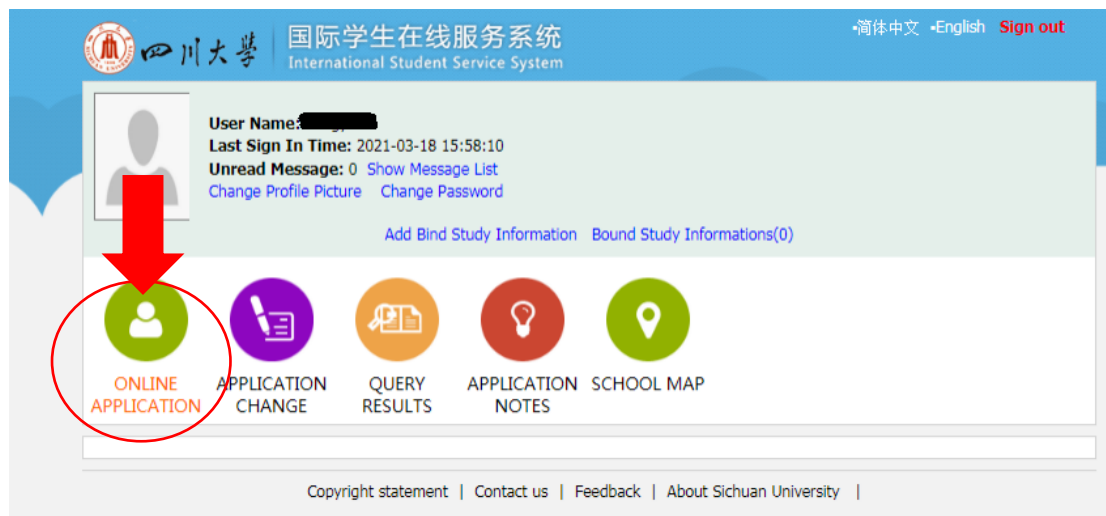 四川大学
国际学生在线服务系统
International Student Service System
•简体中文 •English Sign out
User Name:
Last Sign In Time: 2021-03-18 15:58:10
Unread Message: 0 Show Message List
Change Profile Picture Change Password
Add Bind Study Information Bound Study Informations(0)
ONLINE APPLICATION
APPLICATION CHANGE
QUERY RESULTS
APPLICATION NOTES
SCHOOL MAP
Copyright statement | Contact us | Feedback | About Sichuan University |